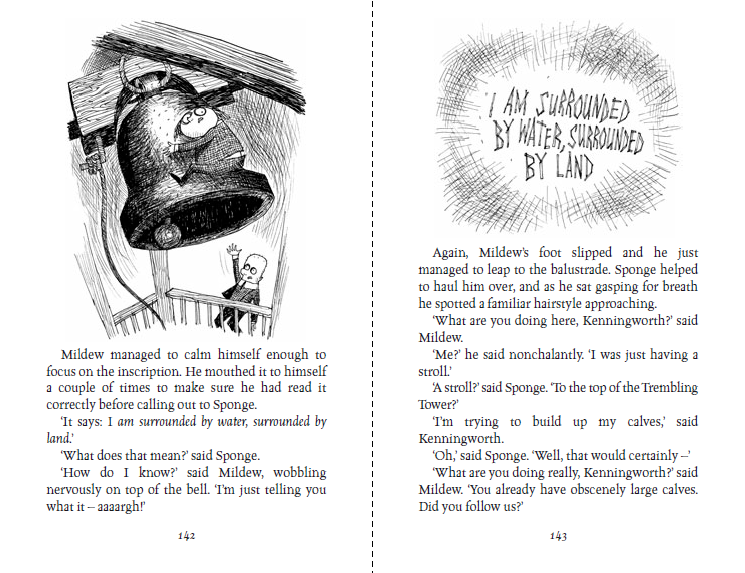 Mildew managed to calm himself enough to
focus on the inscription. He mouthed it to himself
a couple of times to make sure he had read it
correctly before calling out to Sponge.
‘It says: I am surrounded by water, surrounded by
land.’
‘What does that mean?’ said Sponge.
‘How do I know?’ said Mildew, wobbling
nervously on top of the bell. ‘I’m just telling you
what it – aaaargh!’
142
I AM SURROUNDED
BY WATER, SURROUNDED
BY LAND
Again, Mildew’s foot slipped and he just
managed to leap to the balustrade. Sponge helped
to haul him over, and as he sat gasping for breath
he spotted a familiar hairstyle approaching.
‘What are you doing here, Kenningworth?’ said
Mildew.
‘Me?’ he said nonchalantly. ‘I was just having a
stroll.’
‘A stroll?’ said Sponge. ‘To the top of the Trembling
Tower?’
‘I’m trying to build up my calves,’ said
Kenningworth.
‘Oh,’ said Sponge. ‘Well, that would certainly –’
‘What are you doing really, Kenningworth?’ said
Mildew. ‘You already have obscenely large calves.
Did you follow us?’
143